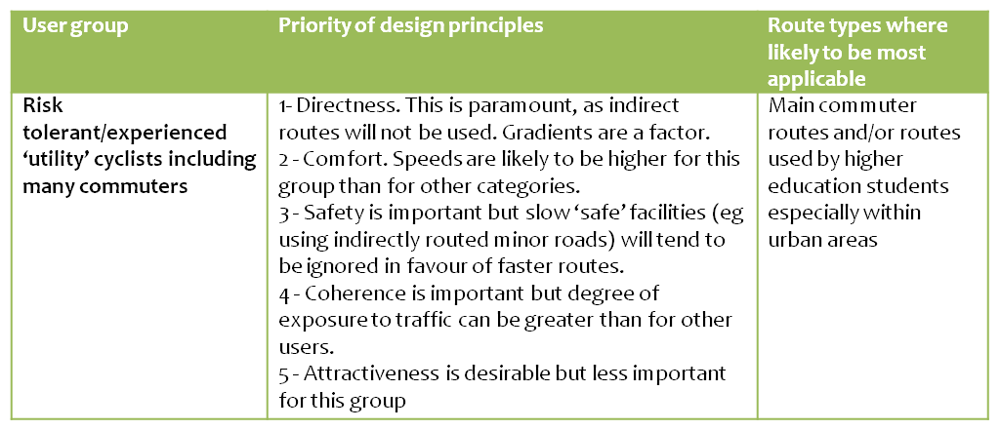 User group
Priority of design principles
Route types where
likely to be most
applicable
Risk
tolerant/experienced
‘utility’ cyclists including
many commuters
1- Directness. This is paramount, as indirect
routes will not be used. Gradients are a factor.
2 - Comfort. Speeds are likely to be higher for this
group than for other categories.
3 - Safety is important but slow ‘safe’ facilities (eg
using indirectly routed minor roads) will tend to
be ignored in favour of faster routes.
4 - Coherence is important but degree of
exposure to traffic can be greater than for other
users.
5 - Attractiveness is desirable but less important
for this group
Main commuter
routes and/or routes
used by higher
education students
especially within
urban areas